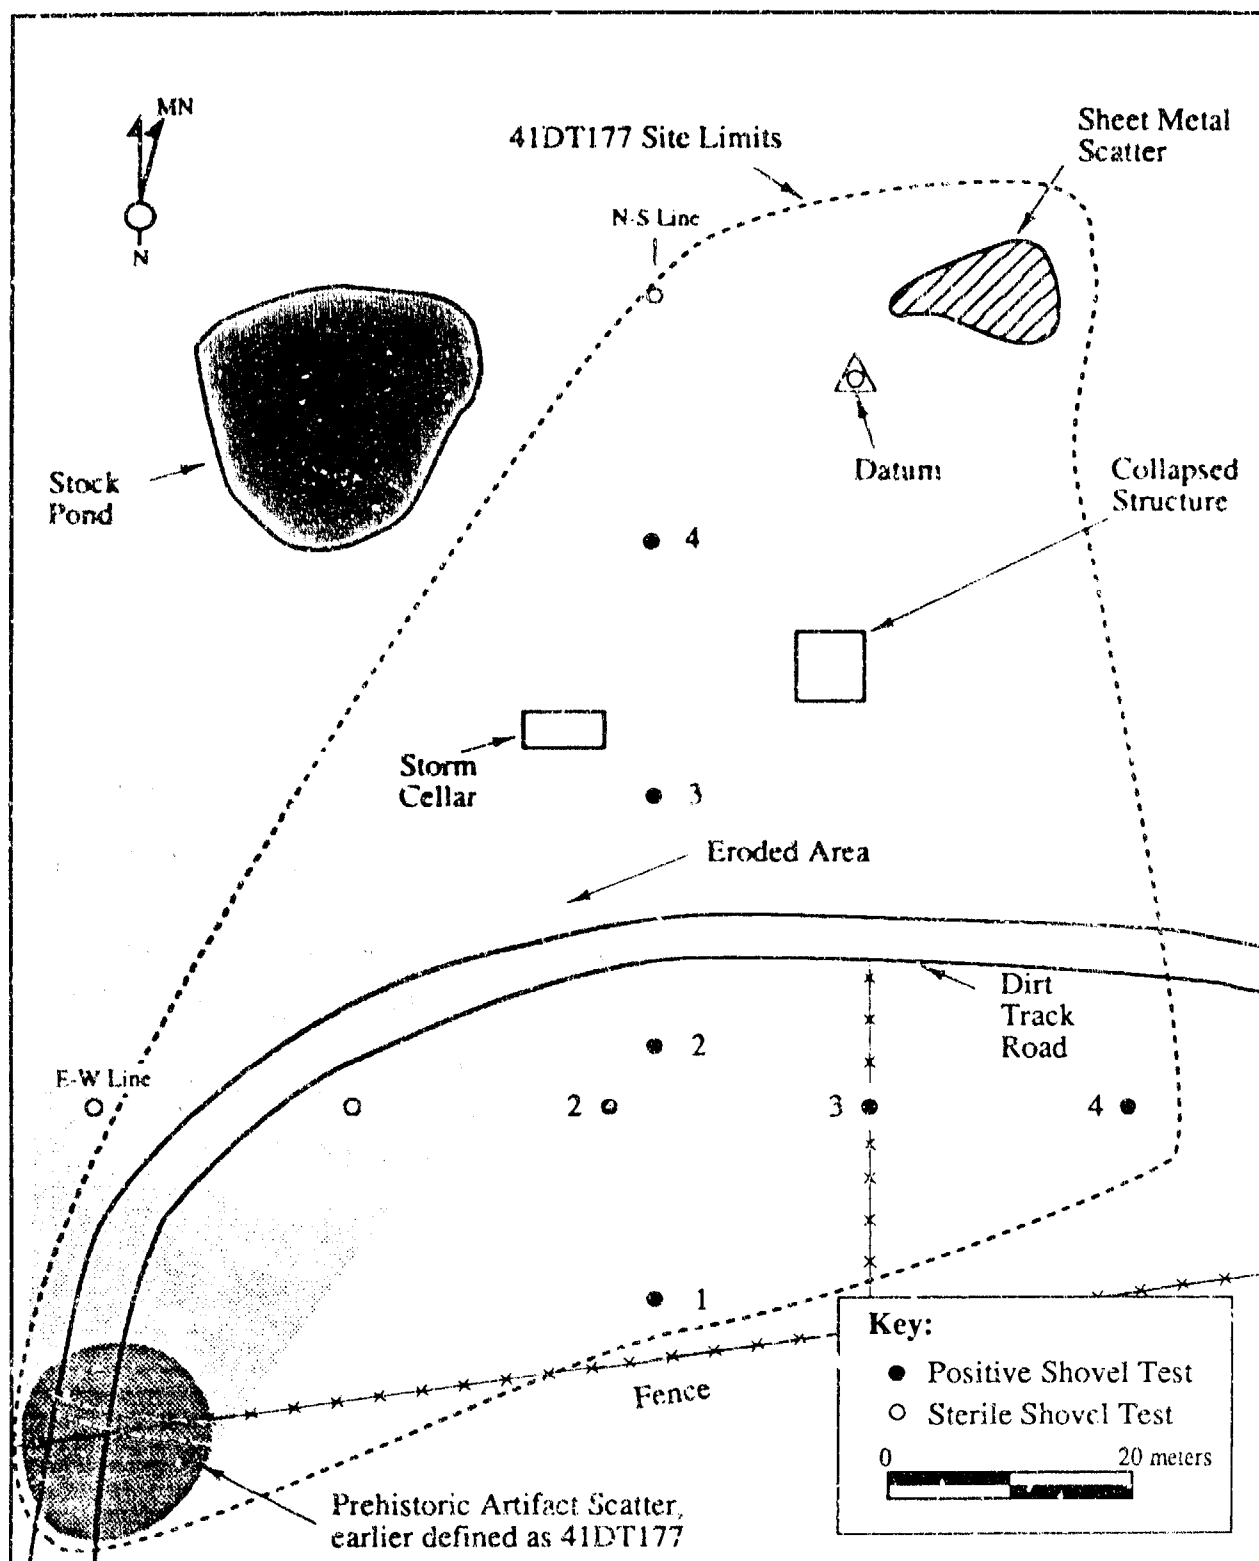 MN
N
41DT177 Site Limits
Sheet Metal
Scatter
N-S Line
Datum
Collapsed
Structure
Stock
Pond
4
Storm
Cellar
3
Eroded Area
Dirt
Track
Road
2
E-W Line
2
3
4
1
Fence
Key:
Positive Shovel Test
Sterile Shovel Test
0
20 meters
Prehistoric Artifact Scatter,
earlier defined as 41DT177